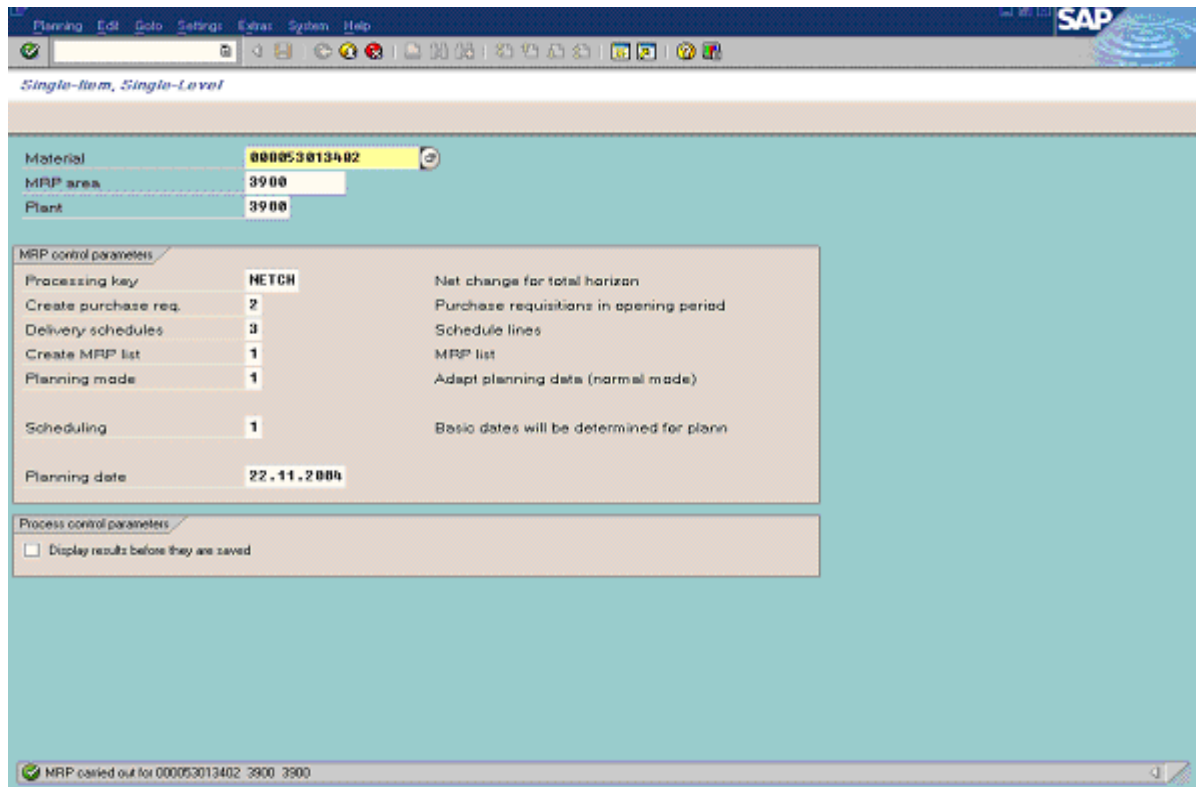 Planning Edit Goto Settings Extras System Help
SAP
Single-Item, Single-Level
Material 000053013402
MRP area 3900
Plant 3900
MRP control parameters
Processing key NETCH Net change for total horizon
Create purchase req. 2 Purchase requisitions in opening period
Delivery schedules 3 Schedule lines
Create MRP list 1 MRP list
Planning mode 1 Adapt planning data (normal mode)
Scheduling 1 Basic dates will be determined for plann
Planning date 22.11.2004
Process control parameters
Display results before they are saved
MRP carried out for 000053013402 3900 3900